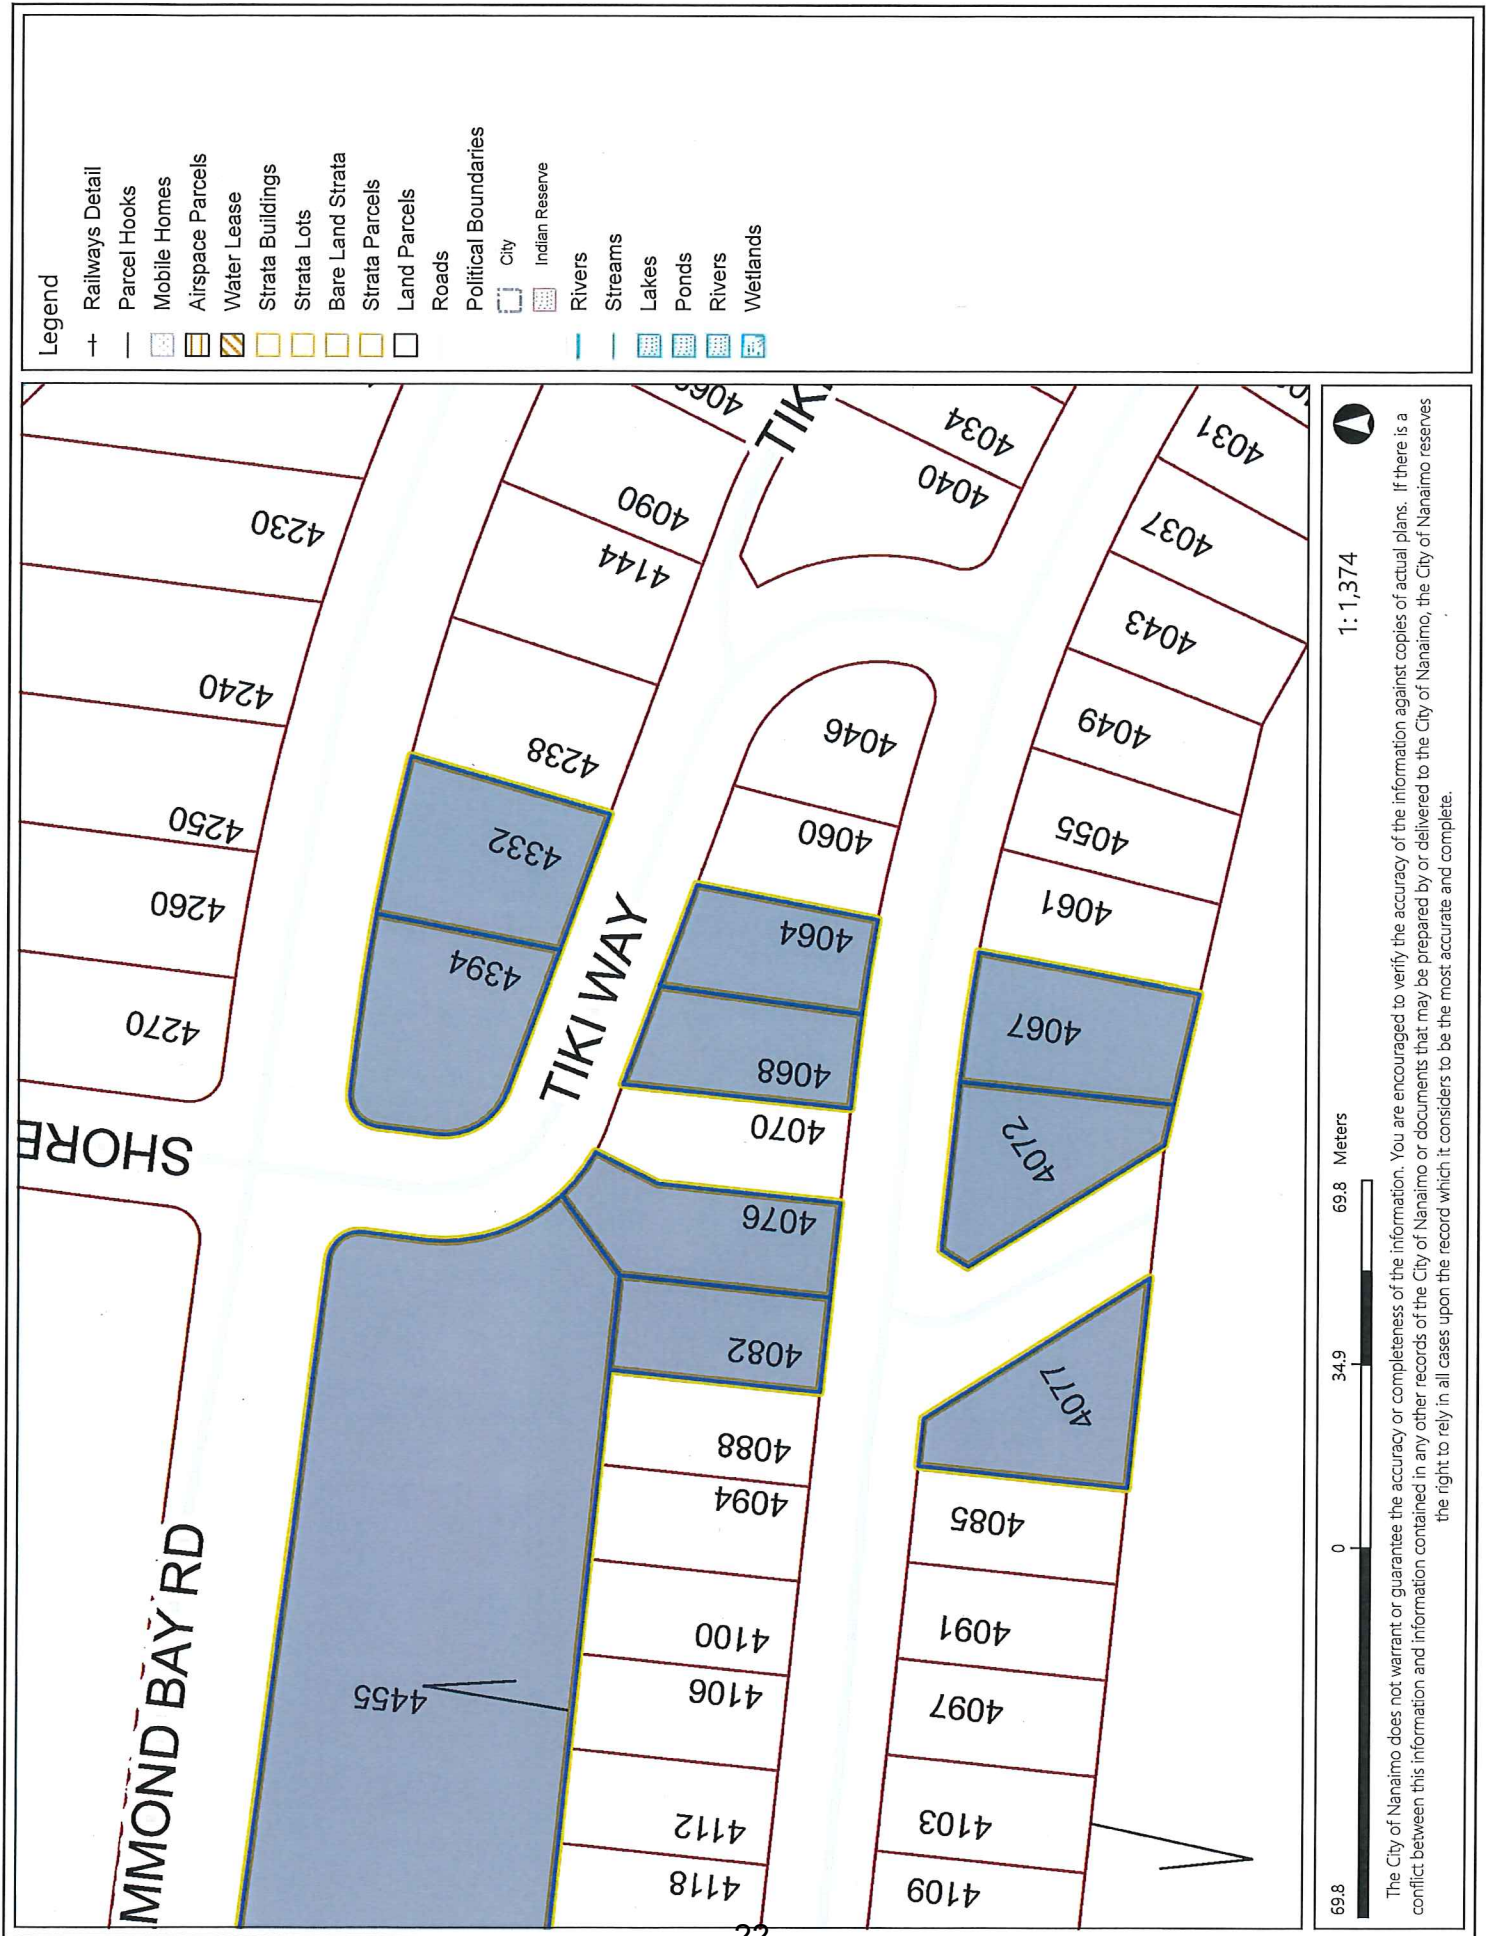 Legend
Railways Detail
Parcel Hooks
Mobile Homes
Airspace Parcels
Water Lease
Strata Buildings
Strata Lots
Bare Land Strata
Strata Parcels
Land Parcels
Roads
Political Boundaries
City
Indian Reserve
Rivers
Streams
Lakes
Ponds
Rivers
Wetlands
MMOND BAY RD
SHORE
TIKI WAY
TIK
4270
4260
4250
4240
4230
4394
4332
4238
4144
4090
4455
4118
4112
4106
4100
4094
4088
4082
4076
4070
4068
4064
4060
4046
4040
4034
4109
4103
4097
4091
4085
4077
4072
4067
4061
4055
4049
4043
4037
4031
69.8
0
34.9
69.8 Meters
1: 1,374
The City of Nanaimo does not warrant or guarantee the accuracy or completeness of the information. You are encouraged to verify the accuracy of the information against copies of actual plans. If there is a
conflict between this information and information contained in any other records of the City of Nanaimo or documents that may be prepared by or delivered to the City of Nanaimo, the City of Nanaimo reserves
the right to rely in all cases upon the record which it considers to be the most accurate and complete.